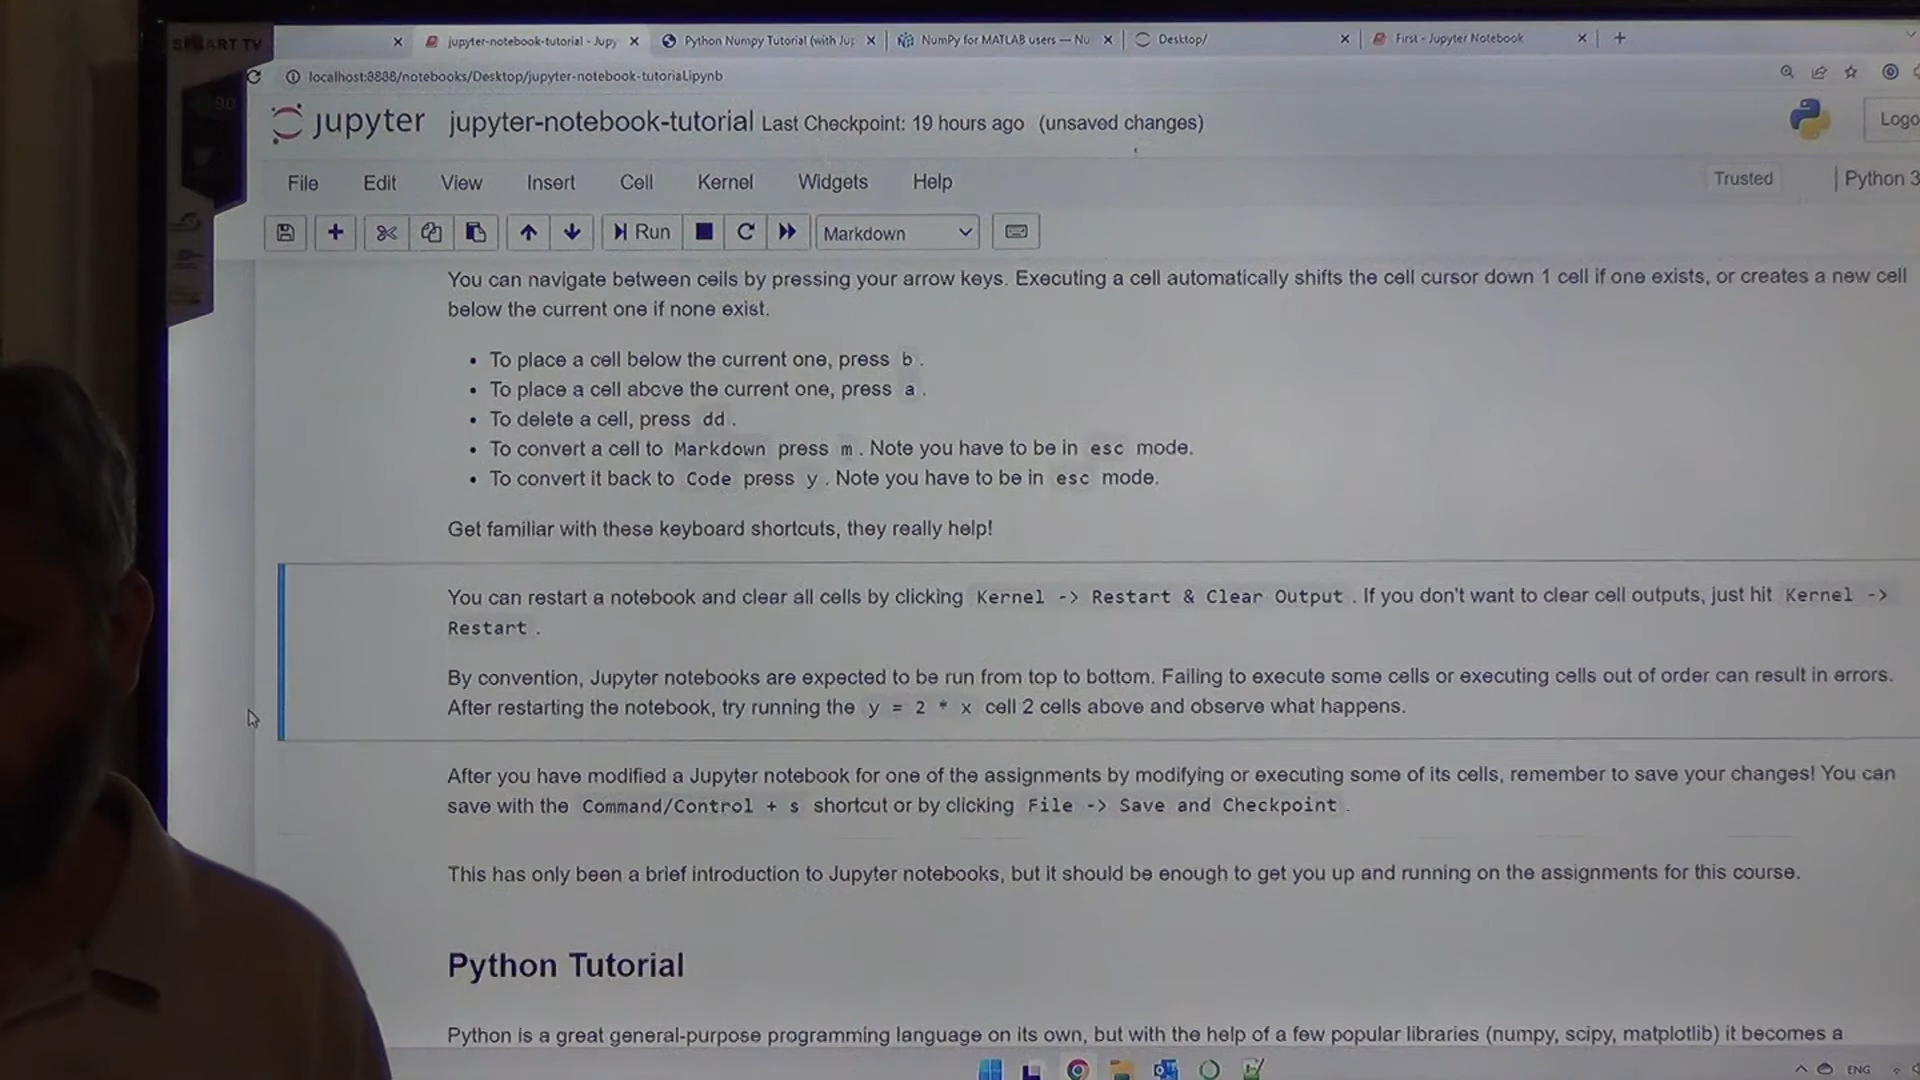 SMART TV
jupyter-notebook-tutorial - Jupy
Python Numpy Tutorial (with Jup
NumPy for MATLAB users — Nu
Desktop/
First - Jupyter Notebook
localhost:8888/notebooks/Desktop/jupyter-notebook-tutorial.ipynb
jupyter jupyter-notebook-tutorial Last Checkpoint: 19 hours ago (unsaved changes)
Logo
File Edit View Insert Cell Kernel Widgets Help
Trusted
Python 3
Run
Markdown
You can navigate between cells by pressing your arrow keys. Executing a cell automatically shifts the cell cursor down 1 cell if one exists, or creates a new cell
below the current one if none exist.
• To place a cell below the current one, press b .
• To place a cell above the current one, press a .
• To delete a cell, press dd .
• To convert a cell to Markdown press m . Note you have to be in esc mode.
• To convert it back to Code press y . Note you have to be in esc mode.
Get familiar with these keyboard shortcuts, they really help!
You can restart a notebook and clear all cells by clicking Kernel -> Restart & Clear Output . If you don't want to clear cell outputs, just hit Kernel ->
Restart .
By convention, Jupyter notebooks are expected to be run from top to bottom. Failing to execute some cells or executing cells out of order can result in errors.
After restarting the notebook, try running the y = 2 * x cell 2 cells above and observe what happens.
After you have modified a Jupyter notebook for one of the assignments by modifying or executing some of its cells, remember to save your changes! You can
save with the Command/Control + s shortcut or by clicking File -> Save and Checkpoint .
This has only been a brief introduction to Jupyter notebooks, but it should be enough to get you up and running on the assignments for this course.
Python Tutorial
Python is a great general-purpose programming language on its own, but with the help of a few popular libraries (numpy, scipy, matplotlib) it becomes a
ENG